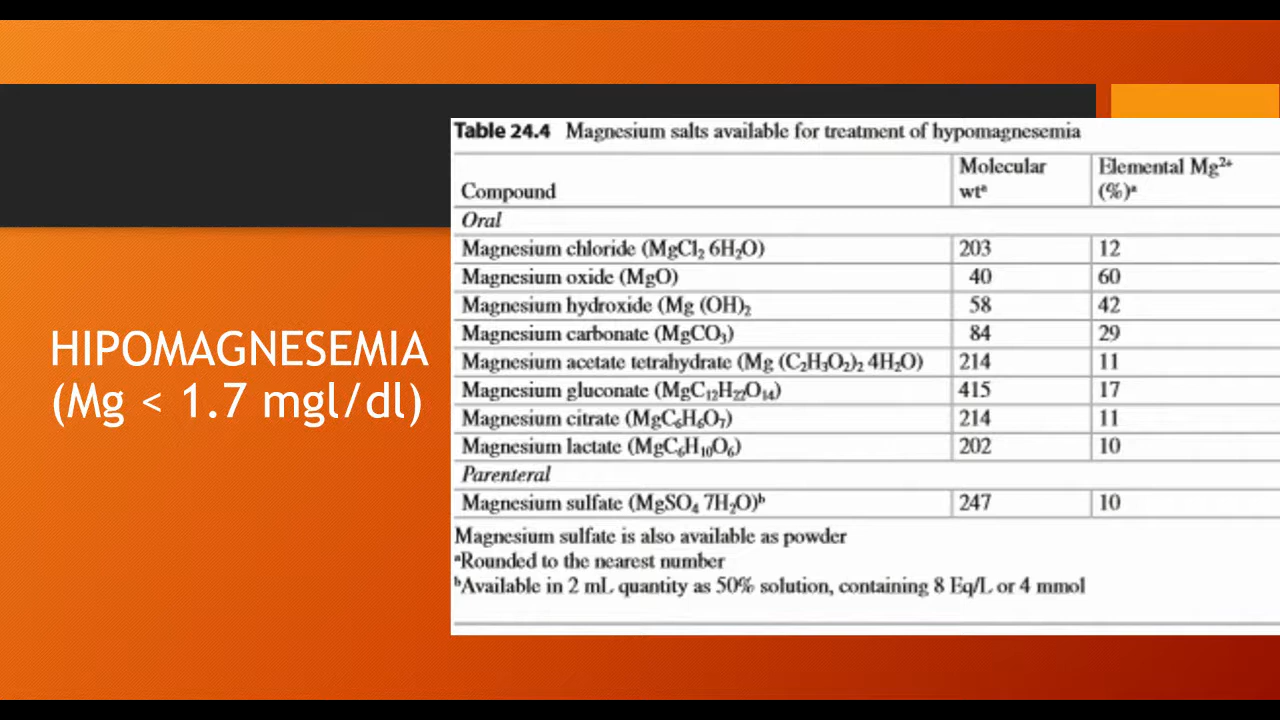 Table 24.4 Magnesium salts available for treatment of hypomagnesemia
Compound Molecular wtᵃ Elemental Mg²⁺ (%)ᵃ
Oral
Magnesium chloride (MgCl₂ 6H₂O) 203 12
Magnesium oxide (MgO) 40 60
Magnesium hydroxide (Mg (OH)₂ 58 42
Magnesium carbonate (MgCO₃) 84 29
Magnesium acetate tetrahydrate (Mg (C₂H₃O₂)₂ 4H₂O) 214 11
Magnesium gluconate (MgC₁₂H₂₂O₁₄) 415 17
Magnesium citrate (MgC₆H₆O₇) 214 11
Magnesium lactate (MgC₆H₁₀O₆) 202 10
Parenteral
Magnesium sulfate (MgSO₄ 7H₂O)ᵇ 247 10
Magnesium sulfate is also available as powder
ᵃRounded to the nearest number
ᵇAvailable in 2 mL quantity as 50% solution, containing 8 Eq/L or 4 mmol
HIPOMAGNESEMIA
(Mg < 1.7 mgl/dl)